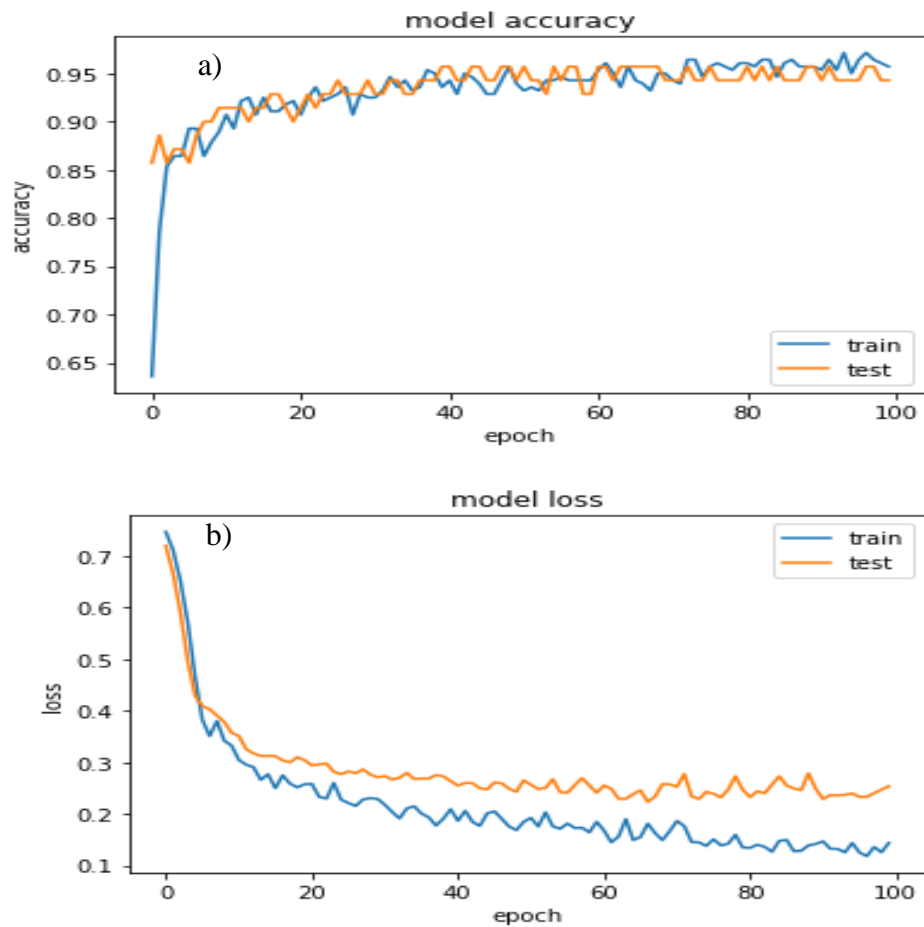 model accuracy
a)
0.95
0.90
0.85
0.80
0.75
0.70
0.65
accuracy
train
test
0 20 40 60 80 100
epoch
model loss
b)
train
test
0.7
0.6
0.5
0.4
0.3
0.2
0.1
loss
0 20 40 60 80 100
epoch